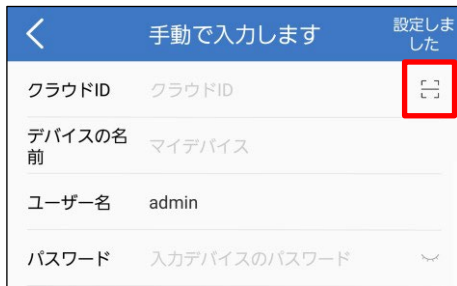 手動で入力します
設定しま
した
クラウドID クラウドID
デバイスの名
前
マイデバイス
ユーザー名 admin
パスワード 入力デバイスのパスワード